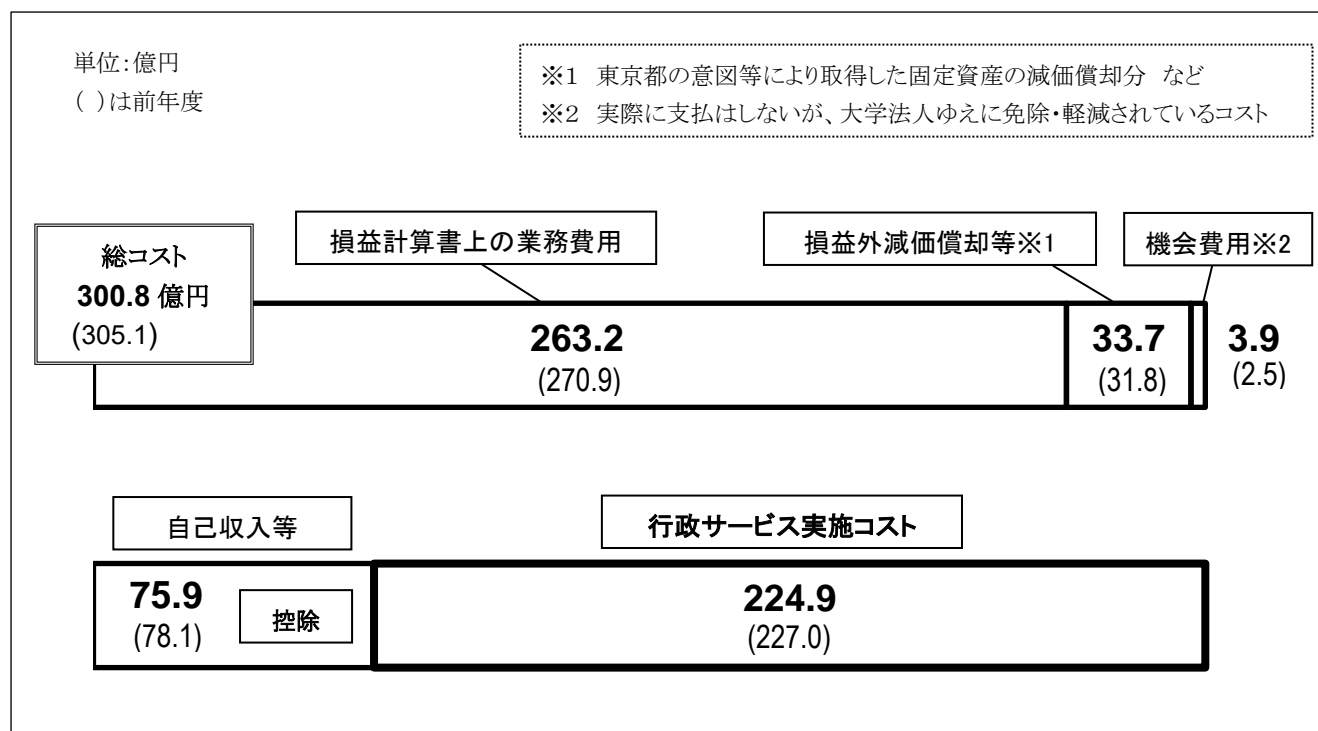 単位：億円
( )は前年度
※1 東京都の意図等により取得した固定資産の減価償却分 など
※2 実際に支払はしないが、大学法人ゆえに免除・軽減されているコスト
総コスト
300.8 億円
(305.1)
損益計算書上の業務費用
損益外減価償却等※1
機会費用※2
263.2
(270.9)
33.7
(31.8)
3.9
(2.5)
自己収入等
行政サービス実施コスト
75.9
(78.1)
控除
224.9
(227.0)